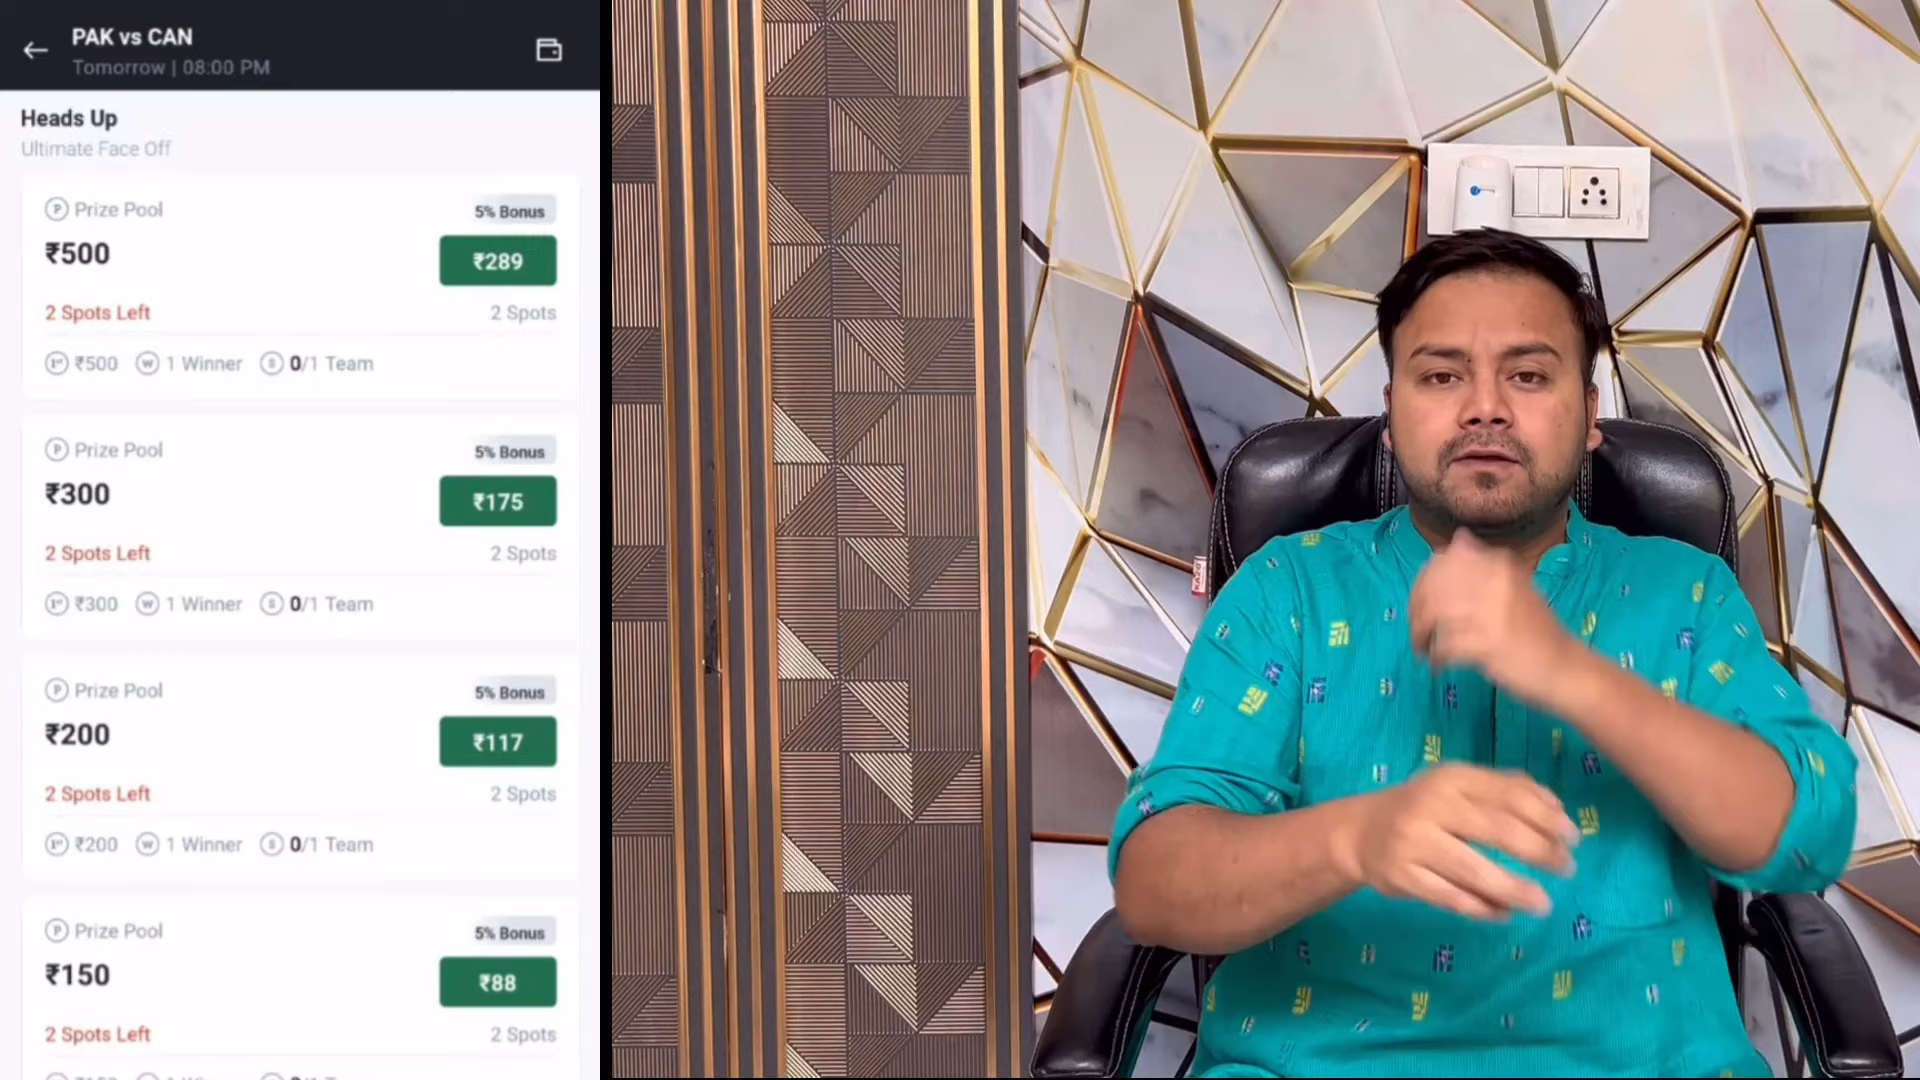 PAK vs CAN
Tomorrow | 08:00 PM
Heads Up
Ultimate Face Off
Prize Pool
5% Bonus
₹500
₹289
2 Spots Left
2 Spots
1st ₹500 W 1 Winner S 0/1 Team
Prize Pool
5% Bonus
₹300
₹175
2 Spots Left
2 Spots
1st ₹300 W 1 Winner S 0/1 Team
Prize Pool
5% Bonus
₹200
₹117
2 Spots Left
2 Spots
1st ₹200 W 1 Winner S 0/1 Team
Prize Pool
5% Bonus
₹150
₹88
2 Spots Left
2 Spots